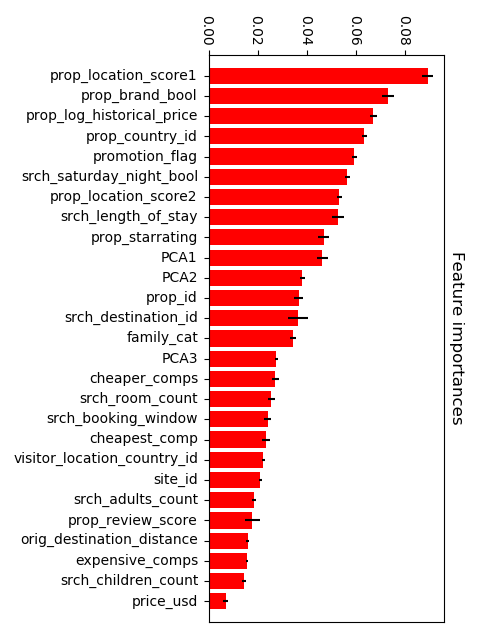 0.00
0.02
0.04
0.06
0.08
prop_location_score1
prop_brand_bool
prop_log_historical_price
prop_country_id
promotion_flag
srch_saturday_night_bool
prop_location_score2
srch_length_of_stay
prop_starrating
PCA1
PCA2
prop_id
srch_destination_id
family_cat
PCA3
cheaper_comps
srch_room_count
srch_booking_window
cheapest_comp
visitor_location_country_id
site_id
srch_adults_count
prop_review_score
orig_destination_distance
expensive_comps
srch_children_count
price_usd
Feature importances